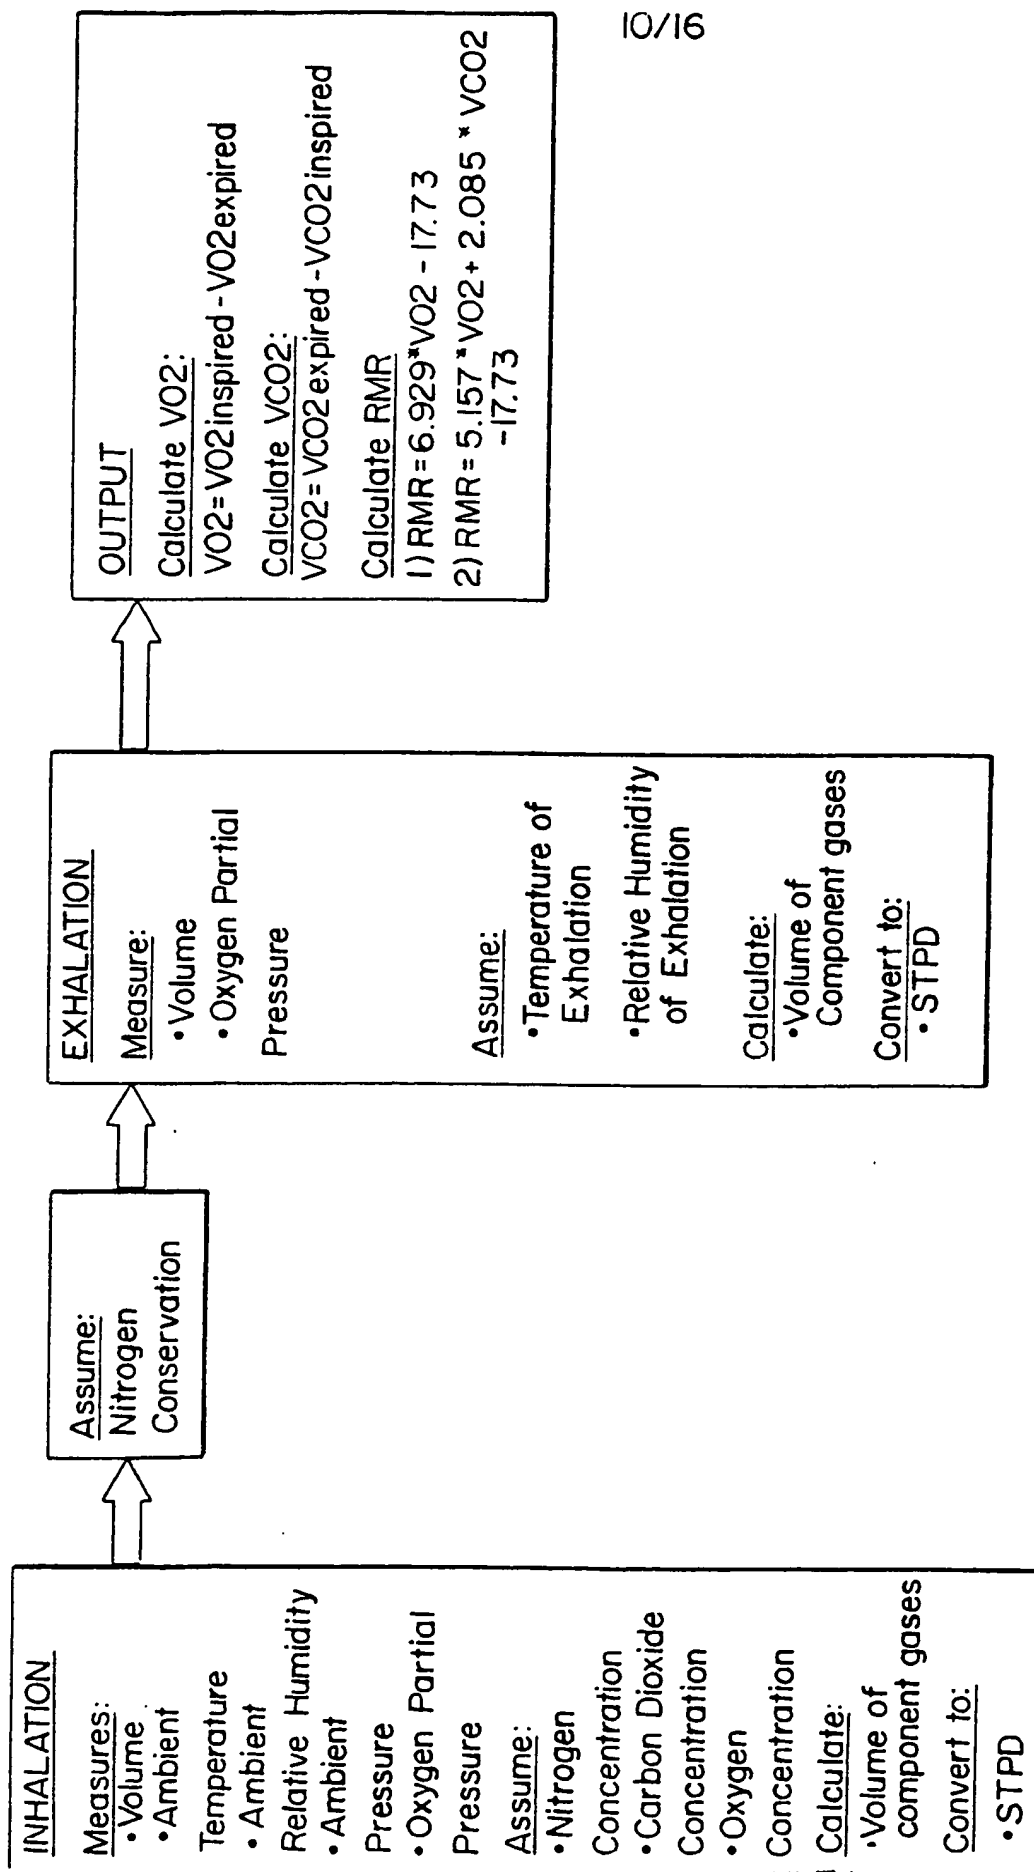 INHALATION
Measures:
• Volume
• Ambient
Temperature
• Ambient
Relative Humidity
• Ambient
Pressure
• Oxygen Partial
Pressure
Assume:
• Nitrogen
Concentration
• Carbon Dioxide
Concentration
• Oxygen
Concentration
Calculate:
• Volume of
component gases
Convert to:
• STPD
Assume:
Nitrogen
Conservation
EXHALATION
Measure:
• Volume
• Oxygen Partial
Pressure
Assume:
• Temperature of
Exhalation
• Relative Humidity
of Exhalation
Calculate:
• Volume of
Component gases
Convert to:
• STPD
OUTPUT
Calculate VO2:
VO2=VO2inspired-VO2expired
Calculate VCO2:
VCO2=VCO2expired-VCO2inspired
Calculate RMR
1) RMR=6.929*VO2-17.73
2) RMR=5.157*VO2+2.085*VCO2
-17.73
10/16